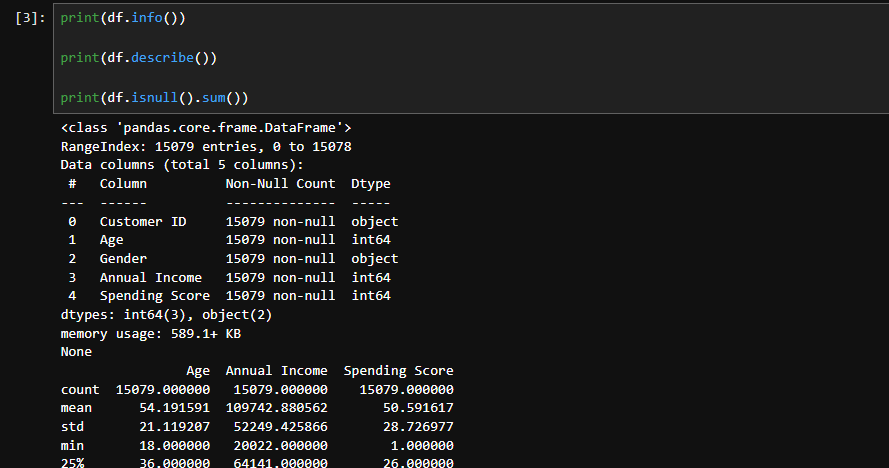 [3]: print(df.info())
print(df.describe())
print(df.isnull().sum())
<class 'pandas.core.frame.DataFrame'>
RangeIndex: 15079 entries, 0 to 15078
Data columns (total 5 columns):
 #   Column          Non-Null Count  Dtype
---  ------          --------------  -----
 0   Customer ID     15079 non-null  object
 1   Age             15079 non-null  int64
 2   Gender          15079 non-null  object
 3   Annual Income   15079 non-null  int64
 4   Spending Score  15079 non-null  int64
dtypes: int64(3), object(2)
memory usage: 589.1+ KB
None
                Age  Annual Income  Spending Score
count  15079.000000   15079.000000    15079.000000
mean      54.191591  109742.880562       50.591617
std       21.119207   52249.425866       28.726977
min       18.000000   20022.000000        1.000000
25%       36.000000   64141.000000       26.000000